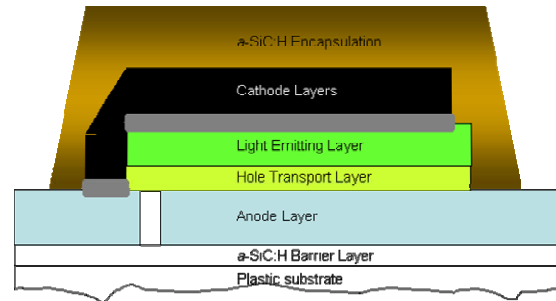 a-SiC:H Encapsulation
Cathode Layers
Light Emitting Layer
Hole Transport Layer
Anode Layer
a-SiC:H Barrier Layer
Plastic substrate